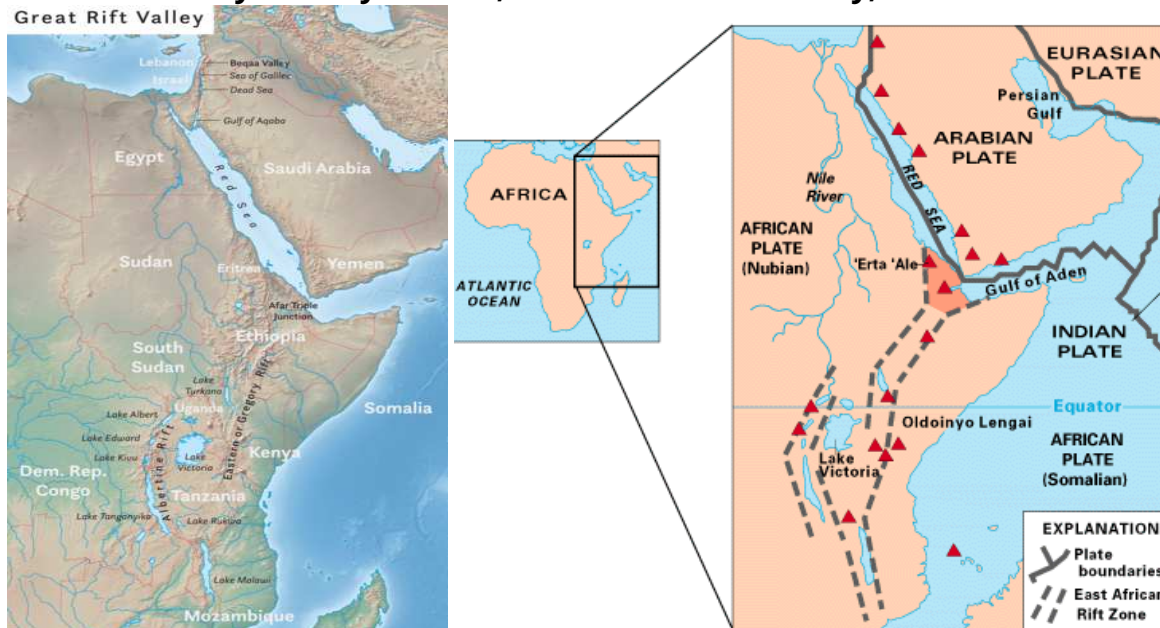 Great Rift Valley
Lebanon
Israel
Beqaa Valley
Sea of Galilee
Dead Sea
Gulf of Aqaba
Egypt
Saudi Arabia
Red Sea
Sudan
Eritrea
Yemen
Afar Triple
Junction
Ethiopia
South
Sudan
Lake
Turkana
Eastern or Gregory Rift
Somalia
Lake Albert
Uganda
Lake Edward
Albertine Rift
Lake Kivu
Lake
Victoria
Kenya
Dem. Rep.
Congo
Tanzania
Lake Tanganyika
Lake Rukwa
Lake Malawi
Mozambique
AFRICA
ATLANTIC
OCEAN
EURASIAN
PLATE
Persian
Gulf
ARABIAN
PLATE
Nile
River
RED SEA
AFRICAN
PLATE
(Nubian)
'Erta 'Ale
Gulf of Aden
INDIAN
PLATE
Equator
Oldoinyo Lengai
Lake
Victoria
AFRICAN
PLATE
(Somalian)
EXPLANATION
Plate
boundaries
East African
Rift Zone